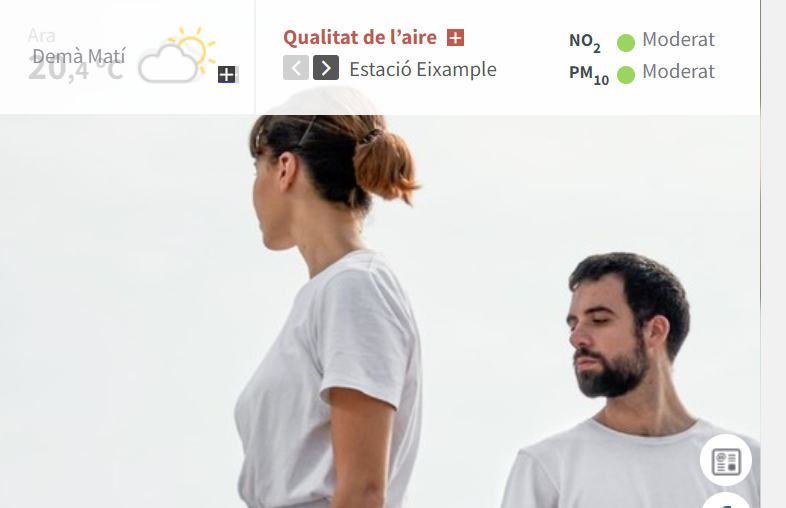 Ara
Demà Matí
20,4 °C
Qualitat de l’aire
Estació Eixample
NO2 Moderat
PM10 Moderat